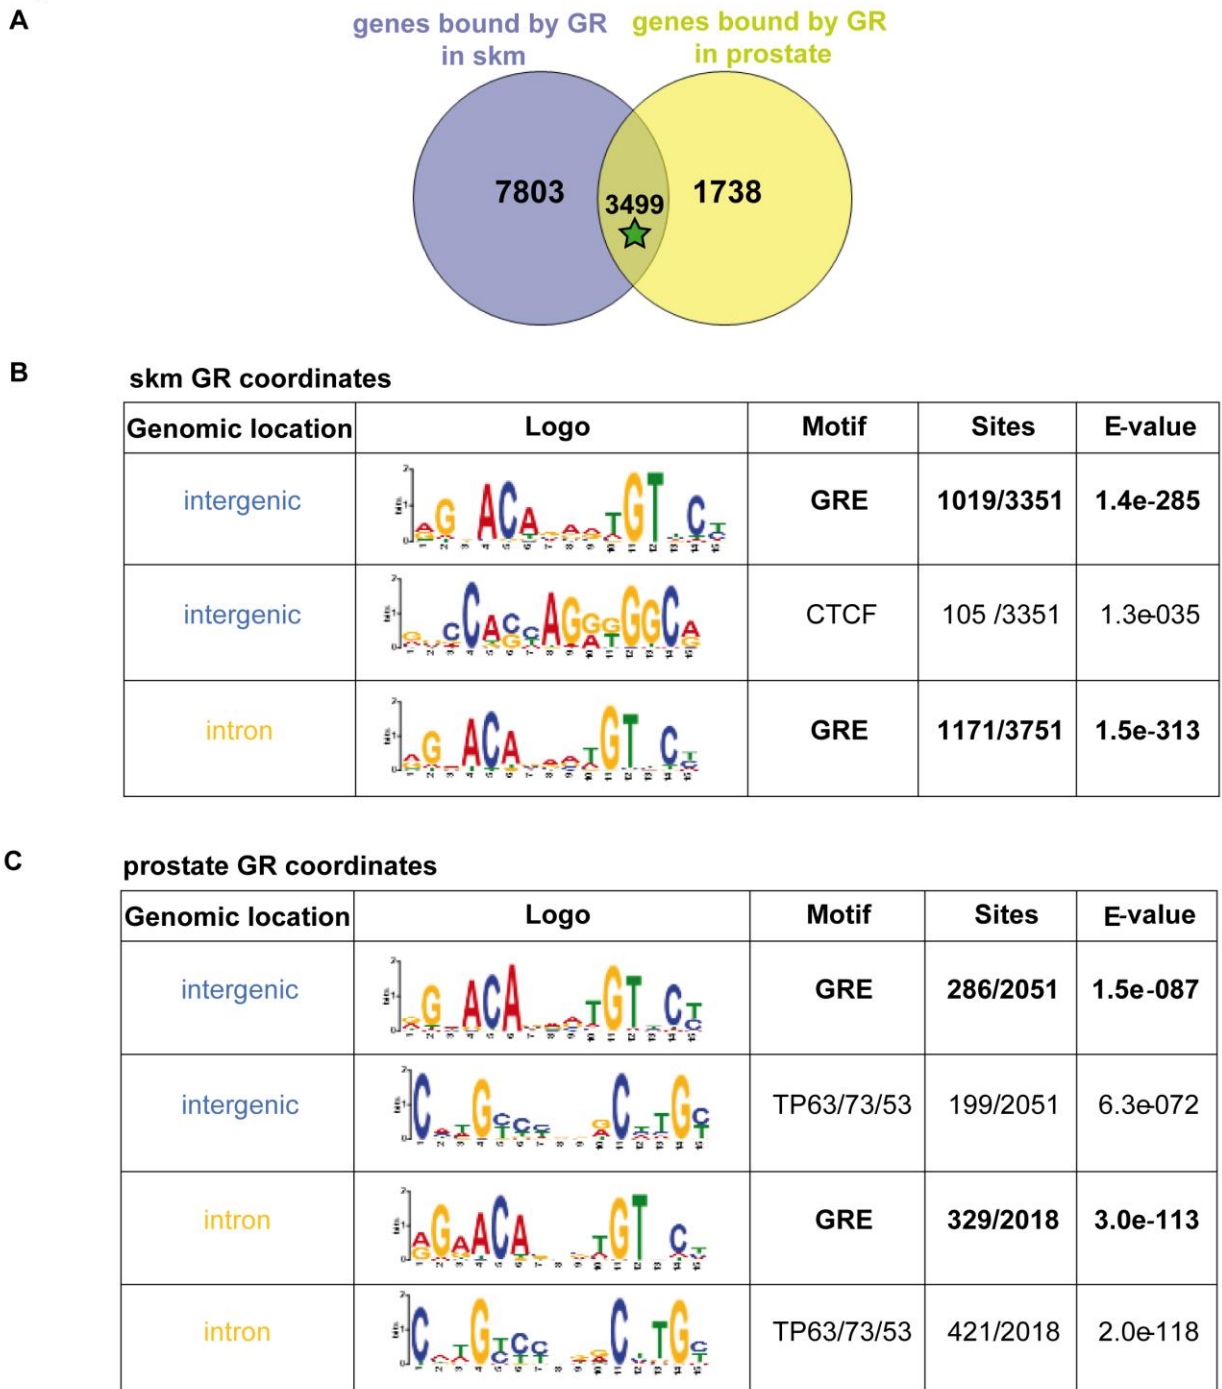 A
genes bound by GR in skm
genes bound by GR in prostate
7803
3499
1738
B
skm GR coordinates
Genomic location Logo Motif Sites E-value
intergenic GRE 1019/3351 1.4e-285
intergenic CTCF 105 /3351 1.3e-035
intron GRE 1171/3751 1.5e-313
C
prostate GR coordinates
Genomic location Logo Motif Sites E-value
intergenic GRE 286/2051 1.5e-087
intergenic TP63/73/53 199/2051 6.3e-072
intron GRE 329/2018 3.0e-113
intron TP63/73/53 421/2018 2.0e-118